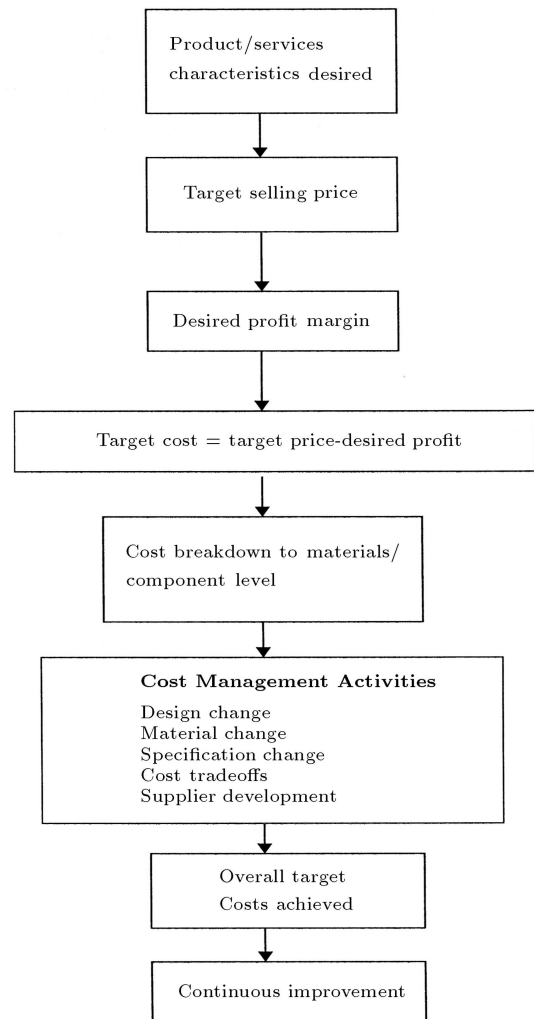 Product/services
characteristics desired
Target selling price
Desired profit margin
Target cost = target price-desired profit
Cost breakdown to materials/
component level
Cost Management Activities
Design change
Material change
Specification change
Cost tradeoffs
Supplier development
Overall target
Costs achieved
Continuous improvement